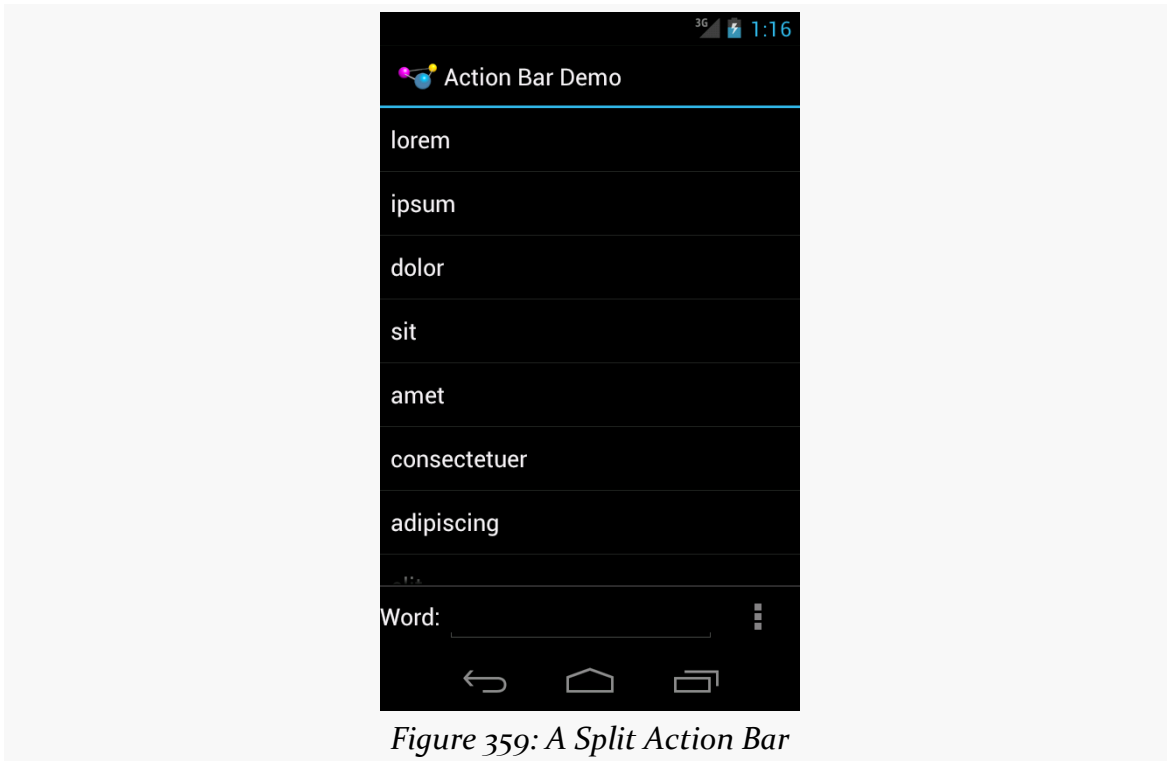 3G 1:16
Action Bar Demo
lorem
ipsum
dolor
sit
amet
consectetuer
adipiscing
Word:
Figure 359: A Split Action Bar